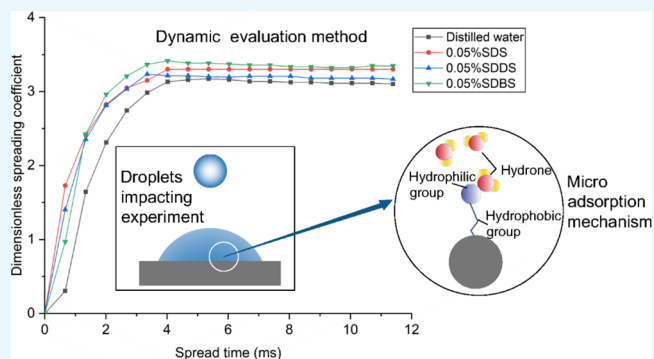 Dynamic evaluation method
Distilled water
0.05%SDS
0.05%SDDS
0.05%SDBS
Dimensionless spreading coefficient
4
3
2
1
0
Droplets
impacting
experiment
Hydrone
Hydrophilic
group
Hydrophobic
group
Micro
adsorption
mechanism
0 2 4 6 8 10 12
Spread time (ms)